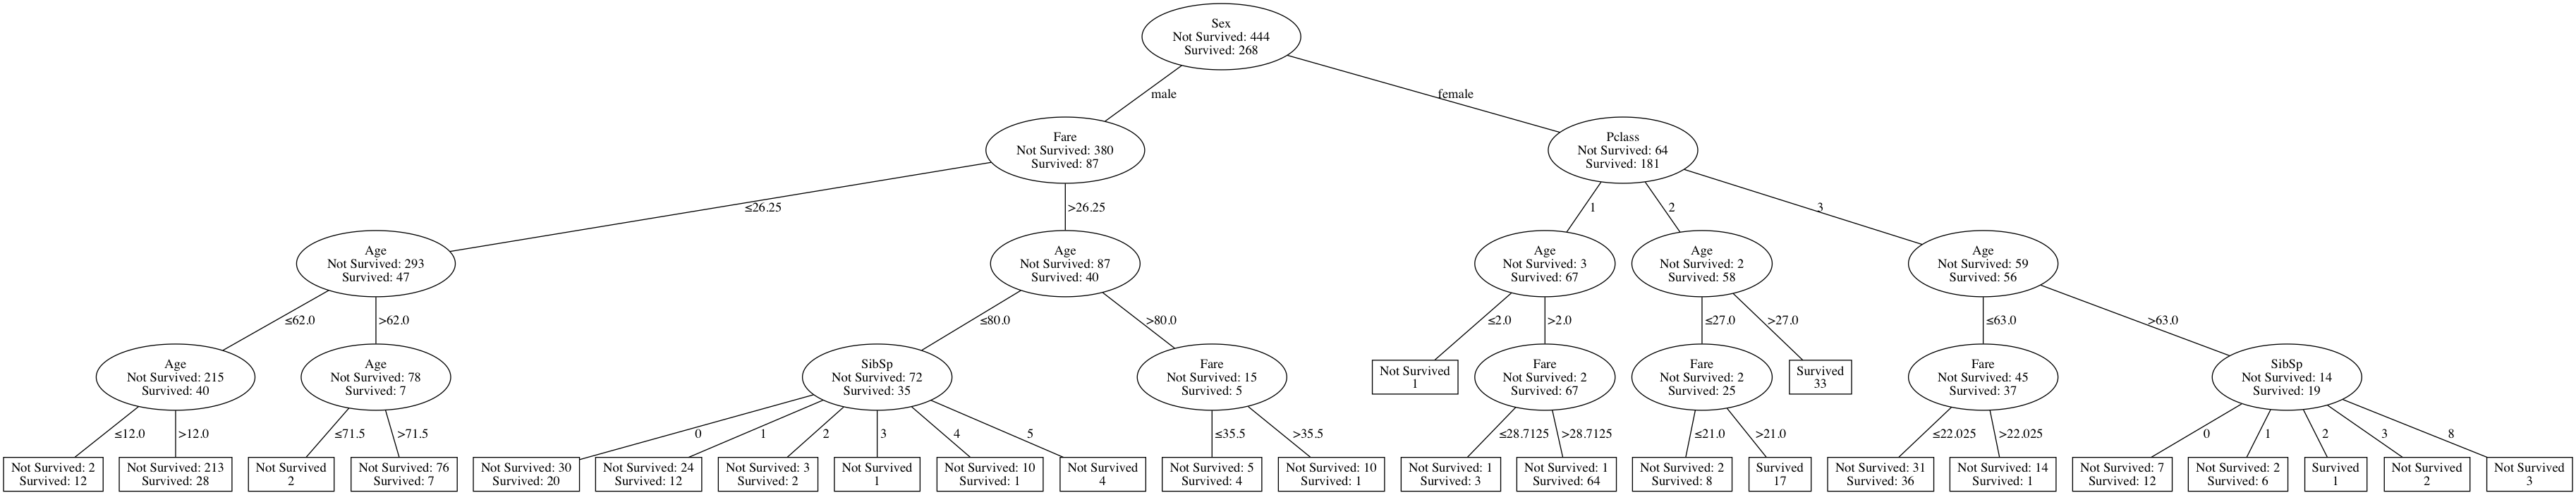 Sex
Not Survived: 444
Survived: 268
male
female
Fare
Not Survived: 380
Survived: 87
Pclass
Not Survived: 64
Survived: 181
≤26.25
>26.25
1
2
3
Age
Not Survived: 293
Survived: 47
Age
Not Survived: 87
Survived: 40
Age
Not Survived: 3
Survived: 67
Age
Not Survived: 2
Survived: 58
Age
Not Survived: 59
Survived: 56
≤62.0
>62.0
≤80.0
>80.0
≤2.0
>2.0
≤27.0
>27.0
≤63.0
>63.0
Age
Not Survived: 215
Survived: 40
Age
Not Survived: 78
Survived: 7
SibSp
Not Survived: 72
Survived: 35
Fare
Not Survived: 15
Survived: 5
Not Survived
1
Fare
Not Survived: 2
Survived: 67
Fare
Not Survived: 2
Survived: 25
Survived
33
Fare
Not Survived: 45
Survived: 37
SibSp
Not Survived: 14
Survived: 19
≤12.0
>12.0
≤71.5
>71.5
0
1
2
3
4
5
≤35.5
>35.5
≤28.7125
>28.7125
≤21.0
>21.0
≤22.025
>22.025
0
1
2
3
8
Not Survived: 2
Survived: 12
Not Survived: 213
Survived: 28
Not Survived
2
Not Survived: 76
Survived: 7
Not Survived: 30
Survived: 20
Not Survived: 24
Survived: 12
Not Survived: 3
Survived: 2
Not Survived
1
Not Survived: 10
Survived: 1
Not Survived
4
Not Survived: 5
Survived: 4
Not Survived: 10
Survived: 1
Not Survived: 1
Survived: 3
Not Survived: 1
Survived: 64
Not Survived: 2
Survived: 8
Survived
17
Not Survived: 31
Survived: 36
Not Survived: 14
Survived: 1
Not Survived: 7
Survived: 12
Not Survived: 2
Survived: 6
Survived
1
Not Survived
2
Not Survived
3